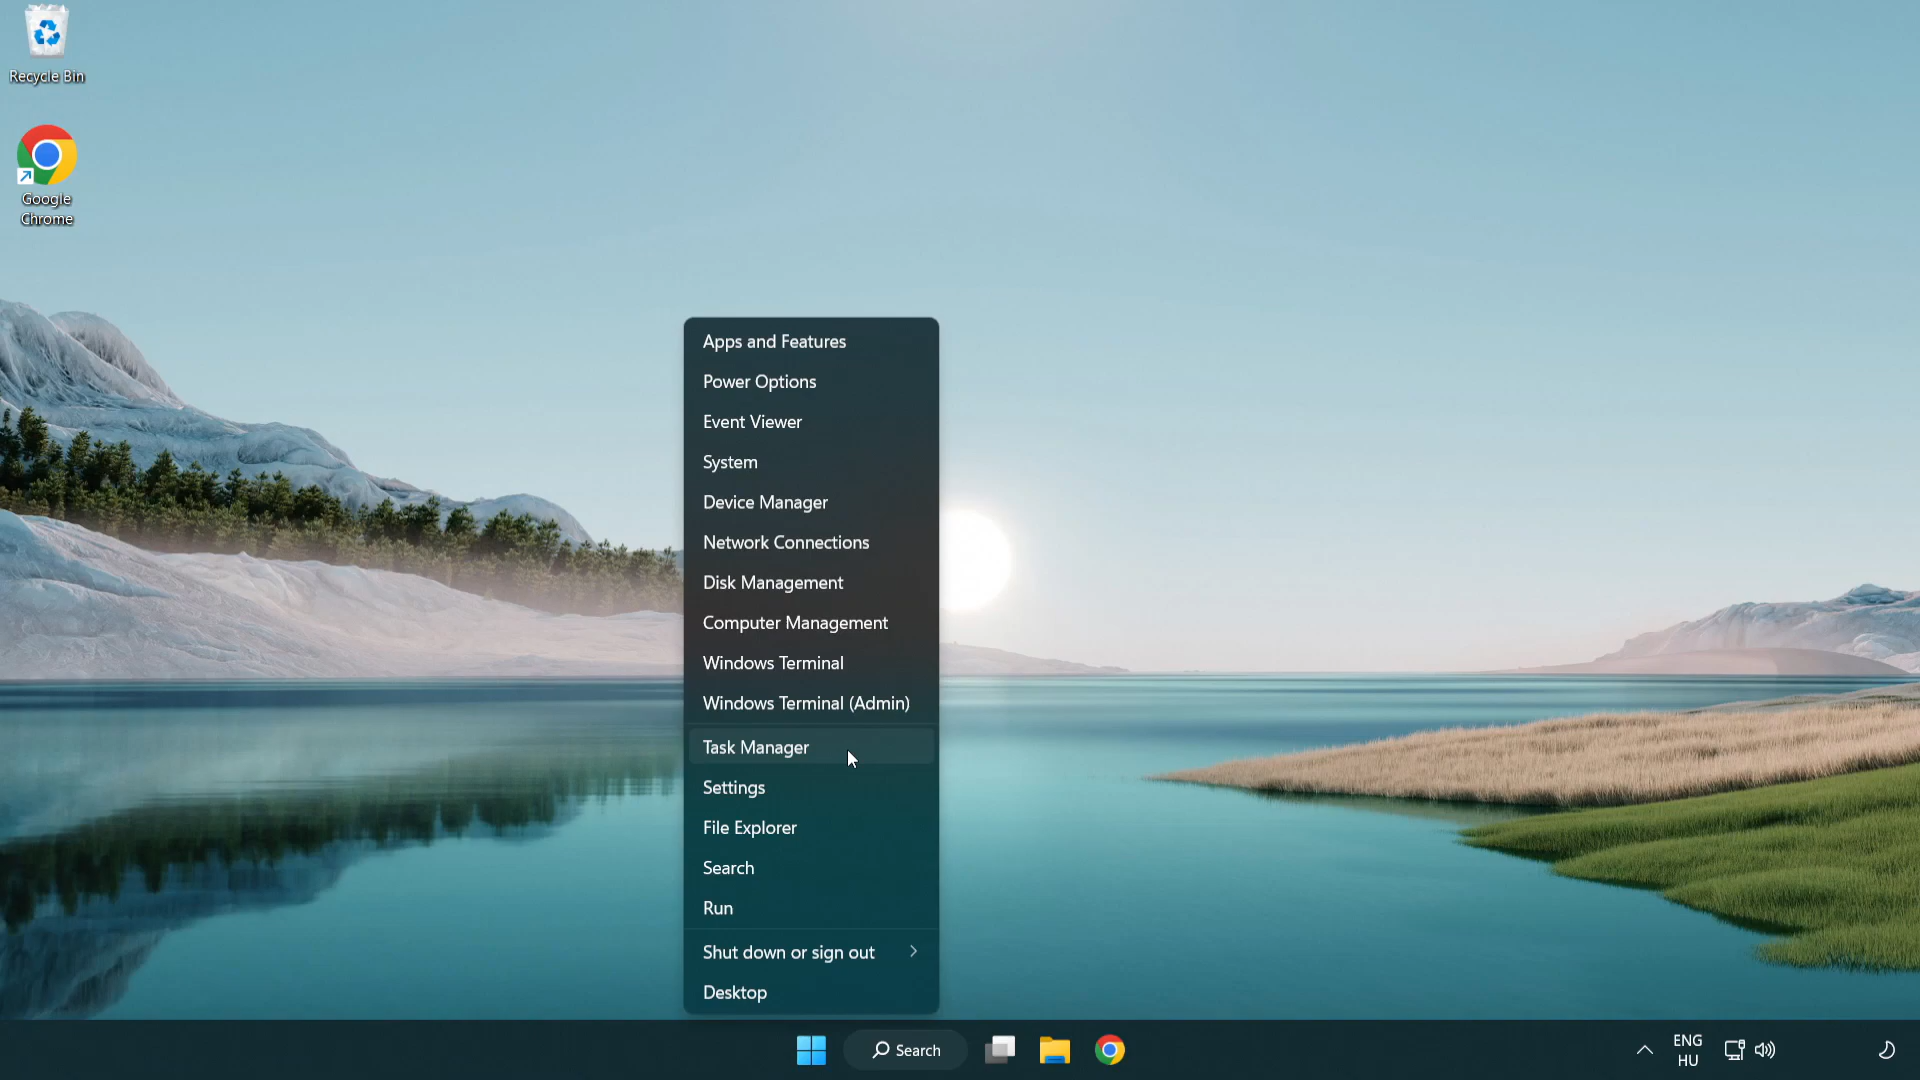 Recycle Bin
Google
Chrome
Apps and Features
Power Options
Event Viewer
System
Device Manager
Network Connections
Disk Management
Computer Management
Windows Terminal
Windows Terminal (Admin)
Task Manager
Settings
File Explorer
Search
Run
Shut down or sign out
Desktop
Search
ENG
HU